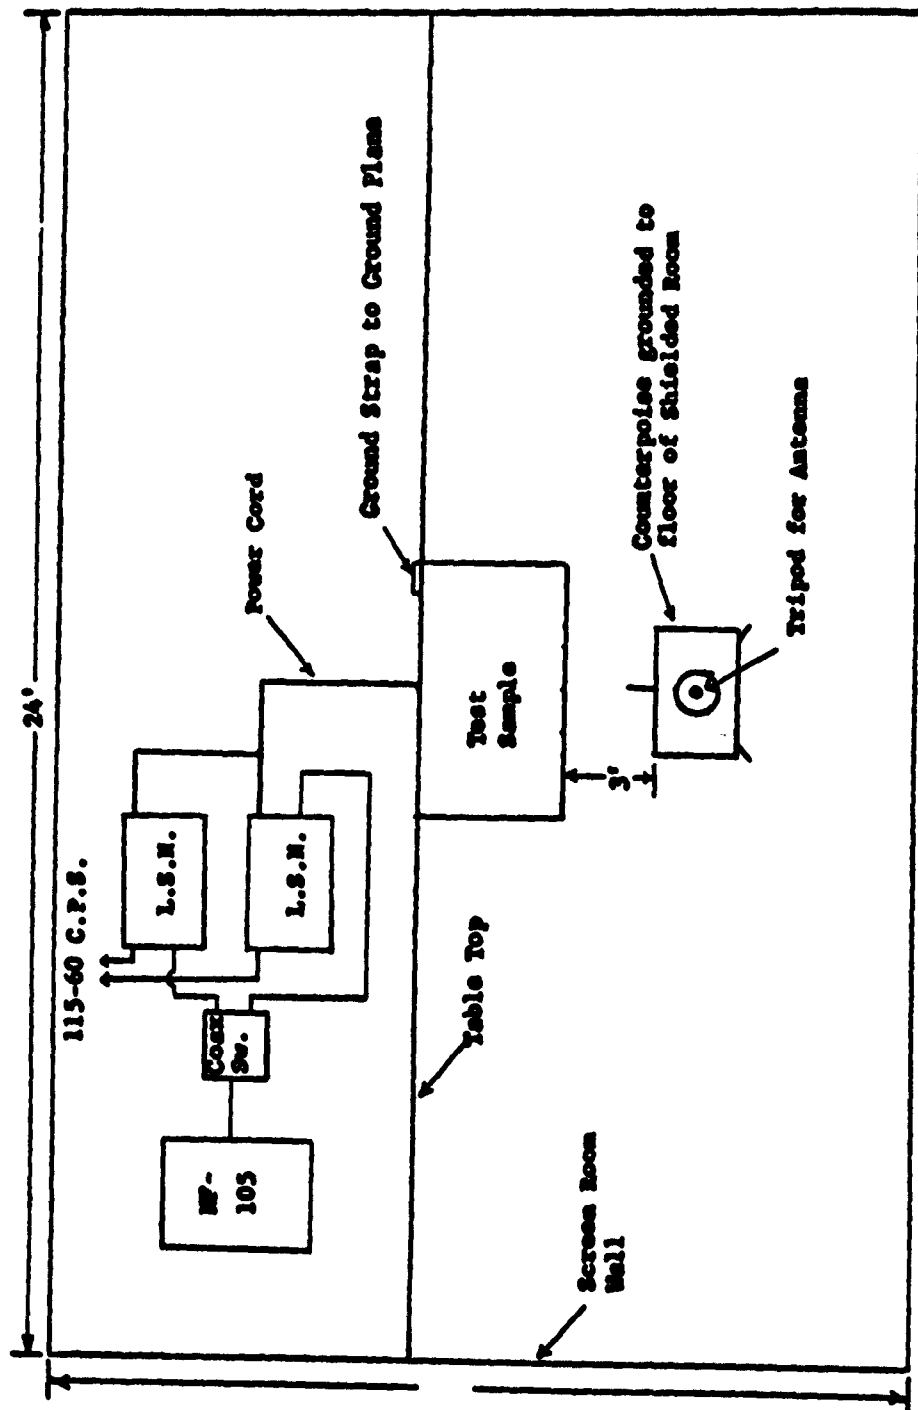 24'
115-60 C.P.S.
L.S.N.
L.S.N.
Coax
Sw.
NF-
105
Power Cord
Ground Strap to Ground Plane
Table Top
Test
Sample
3'
Counterpoise grounded to
floor of Shielded Room
Tripod for Antenna
Screen Room
Wall